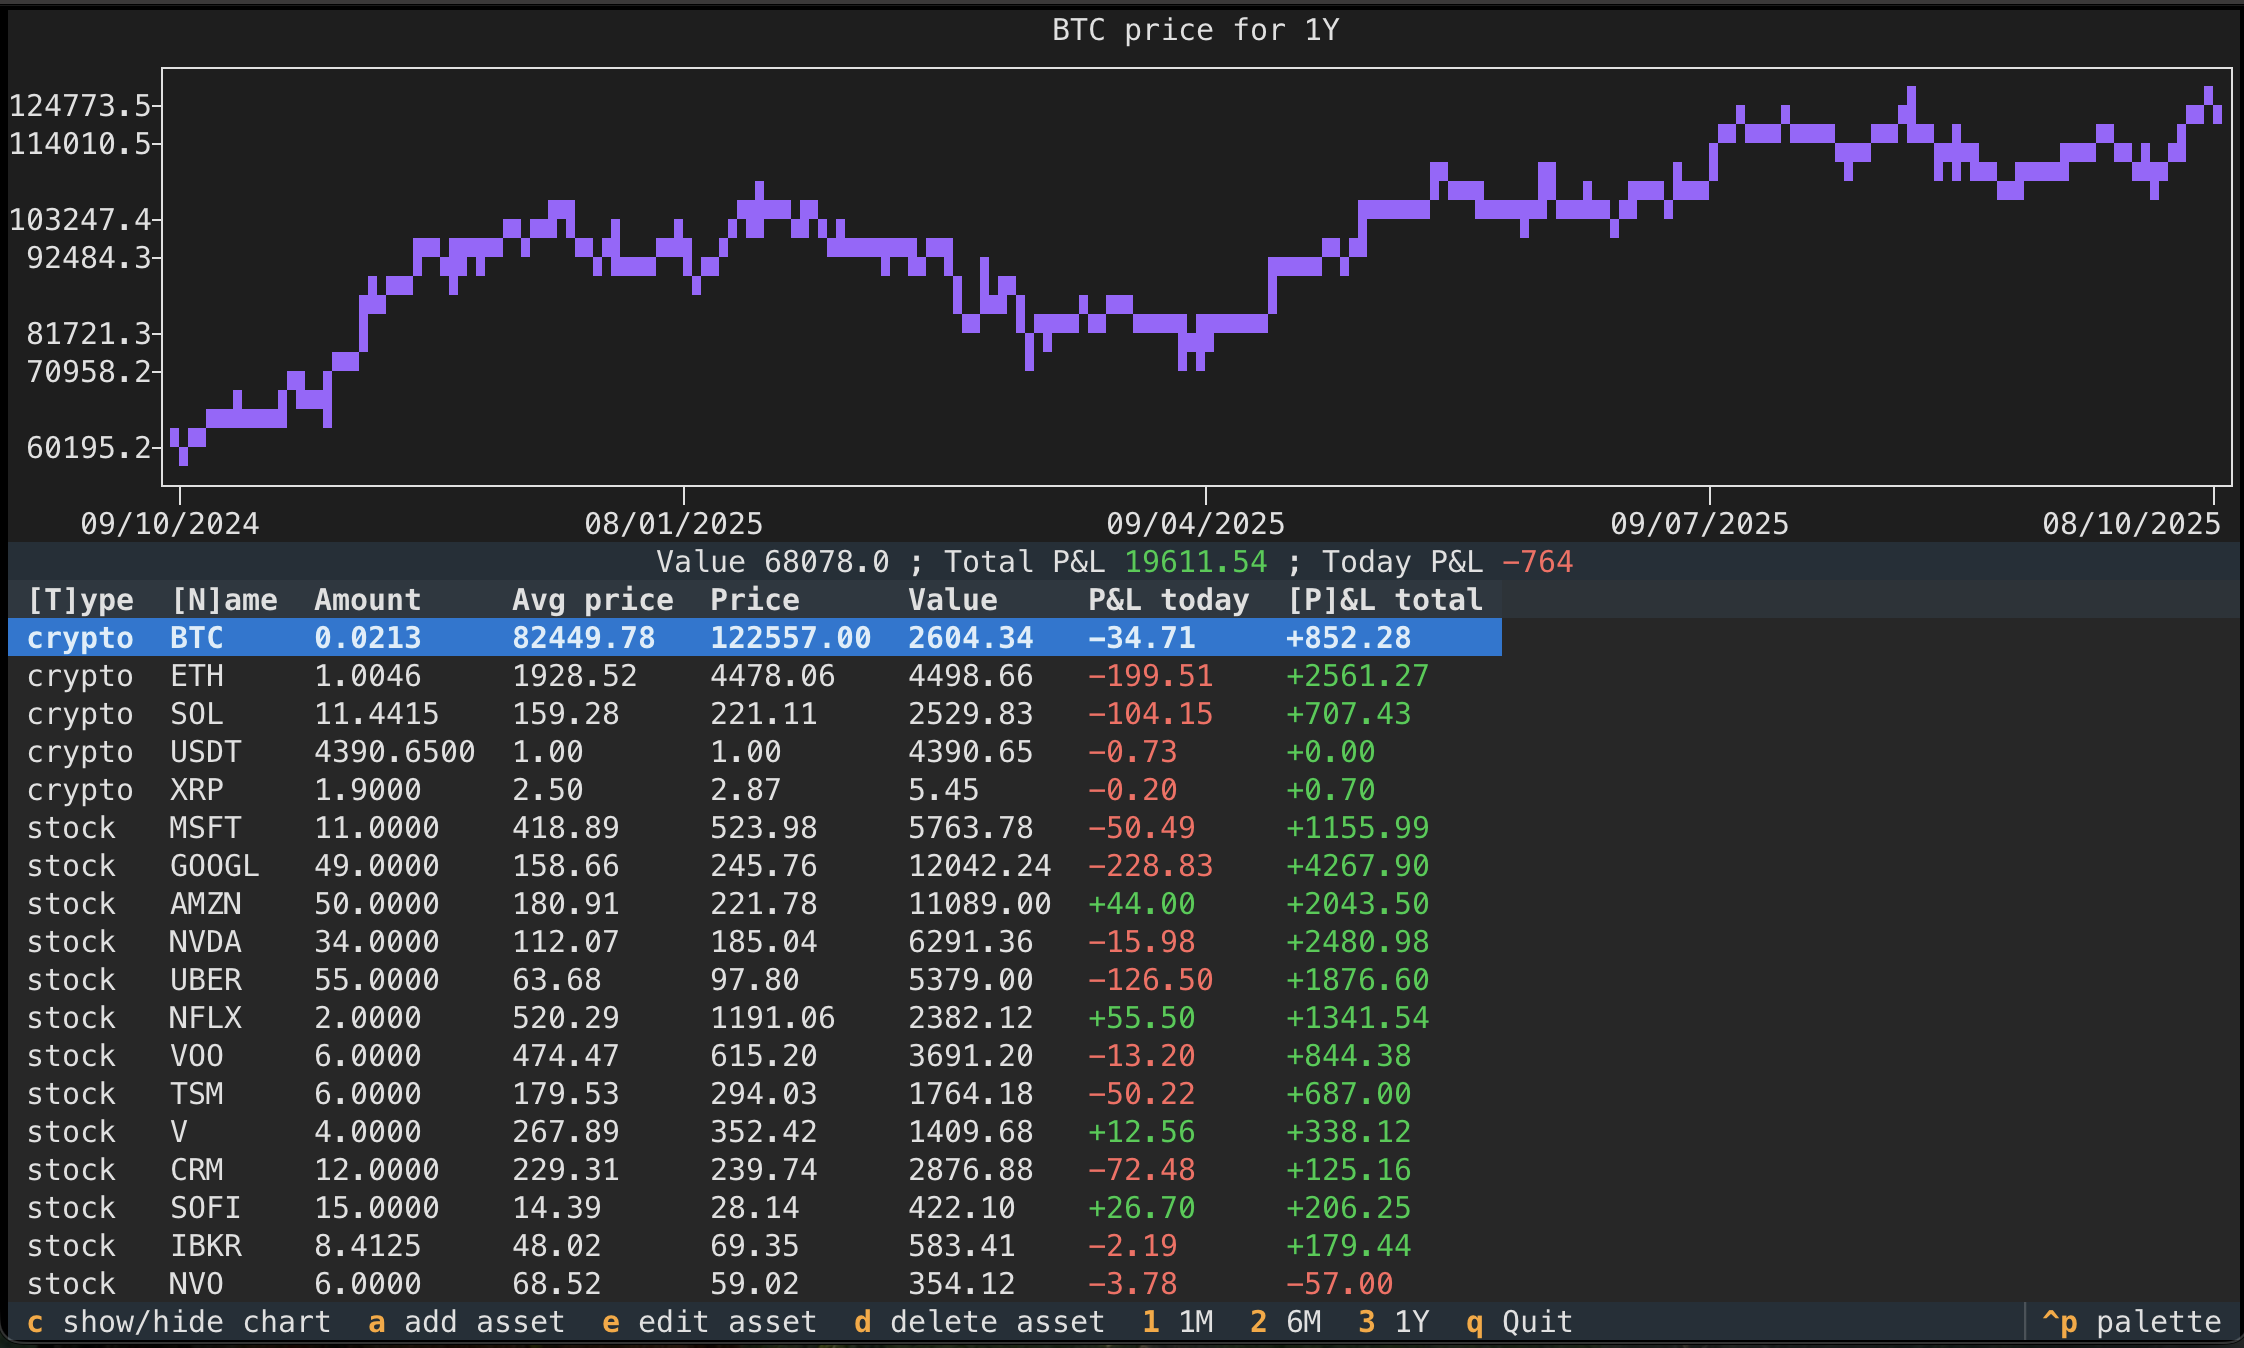 BTC price for 1Y
124773.5
114010.5
103247.4
92484.3
81721.3
70958.2
60195.2
09/10/2024 08/01/2025 09/04/2025 09/07/2025 08/10/2025
Value 68078.0 ; Total P&L 19611.54 ; Today P&L −764
[T]ype [N]ame Amount Avg price Price Value P&L today [P]&L total
crypto BTC 0.0213 82449.78 122557.00 2604.34 −34.71 +852.28
crypto ETH 1.0046 1928.52 4478.06 4498.66 −199.51 +2561.27
crypto SOL 11.4415 159.28 221.11 2529.83 −104.15 +707.43
crypto USDT 4390.6500 1.00 1.00 4390.65 −0.73 +0.00
crypto XRP 1.9000 2.50 2.87 5.45 −0.20 +0.70
stock MSFT 11.0000 418.89 523.98 5763.78 −50.49 +1155.99
stock GOOGL 49.0000 158.66 245.76 12042.24 −228.83 +4267.90
stock AMZN 50.0000 180.91 221.78 11089.00 +44.00 +2043.50
stock NVDA 34.0000 112.07 185.04 6291.36 −15.98 +2480.98
stock UBER 55.0000 63.68 97.80 5379.00 −126.50 +1876.60
stock NFLX 2.0000 520.29 1191.06 2382.12 +55.50 +1341.54
stock VOO 6.0000 474.47 615.20 3691.20 −13.20 +844.38
stock TSM 6.0000 179.53 294.03 1764.18 −50.22 +687.00
stock V 4.0000 267.89 352.42 1409.68 +12.56 +338.12
stock CRM 12.0000 229.31 239.74 2876.88 −72.48 +125.16
stock SOFI 15.0000 14.39 28.14 422.10 +26.70 +206.25
stock IBKR 8.4125 48.02 69.35 583.41 −2.19 +179.44
stock NVO 6.0000 68.52 59.02 354.12 −3.78 −57.00
c show/hide chart a add asset e edit asset d delete asset 1 1M 2 6M 3 1Y q Quit ^p palette